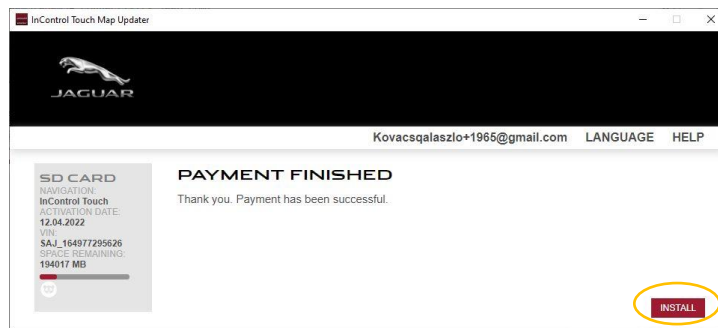 InControl Touch Map Updater
JAGUAR
Kovacsqalaszlo+1965@gmail.com LANGUAGE HELP
SD CARD
NAVIGATION:
InControl Touch
ACTIVATION DATE:
12.04.2022
VIN:
SAJ_164977295626
SPACE REMAINING:
194017 MB
PAYMENT FINISHED
Thank you. Payment has been successful.
INSTALL